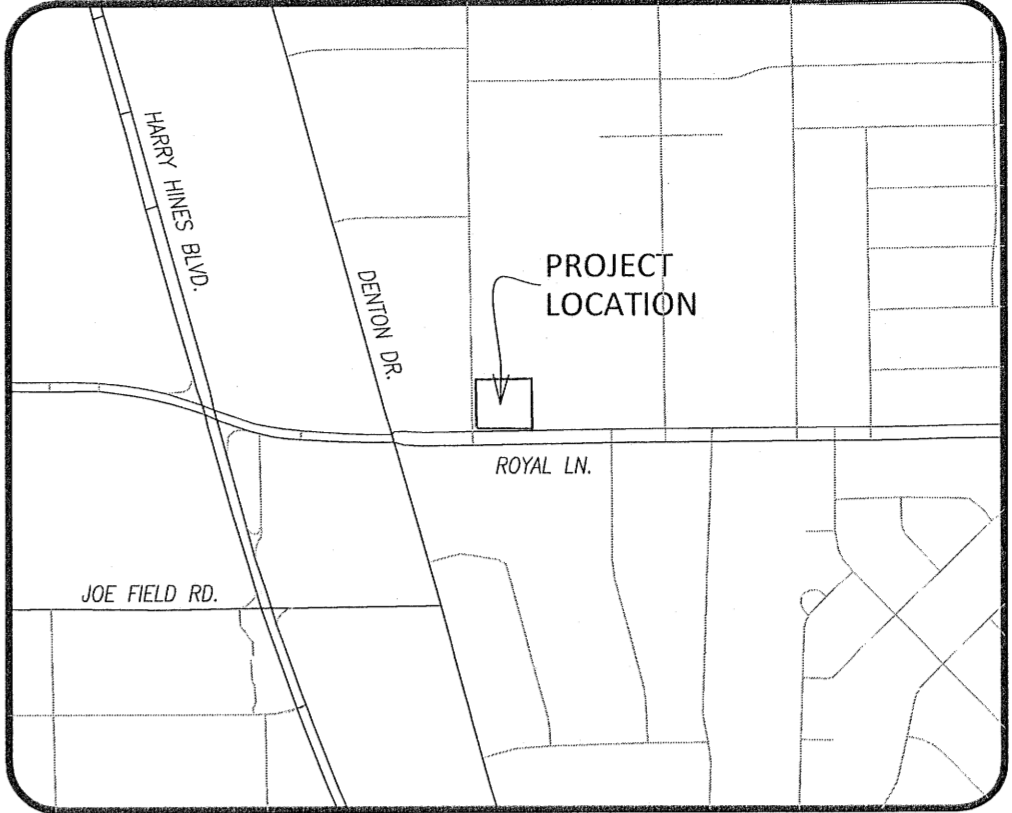 HARRY HINES BLVD.
DENTON DR.
PROJECT
LOCATION
ROYAL LN.
JOE FIELD RD.